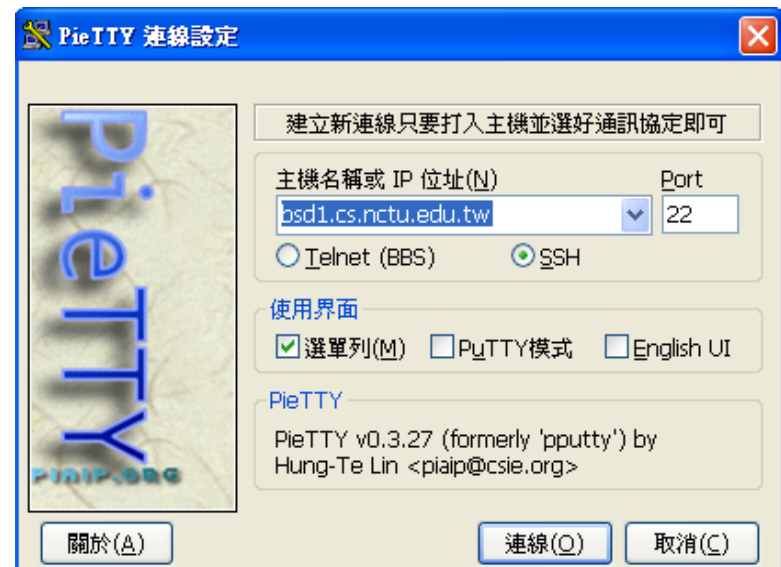 PieTTY 連線設定
PieTTY
PIAIP.ORG
建立新連線只要打入主機並選好通訊協定即可
主機名稱或 IP 位址(N) Port
bsd1.cs.nctu.edu.tw 22
Telnet (BBS) SSH
使用界面
選單列(M) PuTTY模式 English UI
PieTTY
PieTTY v0.3.27 (formerly 'pputty') by
Hung-Te Lin <piaip@csie.org>
關於(A) 連線(O) 取消(C)